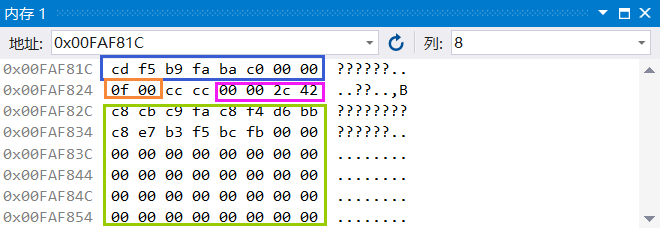 内存 1
地址: 0x00FAF81C 列: 8
0x00FAF81C cd f5 b9 fa ba c0 00 00 ??????..
0x00FAF824 0f 00 cc cc 00 00 2c 42 ..??..,B
0x00FAF82C c8 cb c9 fa c8 f4 d6 bb ????????
0x00FAF834 c8 e7 b3 f5 bc fb 00 00 ??????..
0x00FAF83C 00 00 00 00 00 00 00 00 ........
0x00FAF844 00 00 00 00 00 00 00 00 ........
0x00FAF84C 00 00 00 00 00 00 00 00 ........
0x00FAF854 00 00 00 00 00 00 00 00 ........